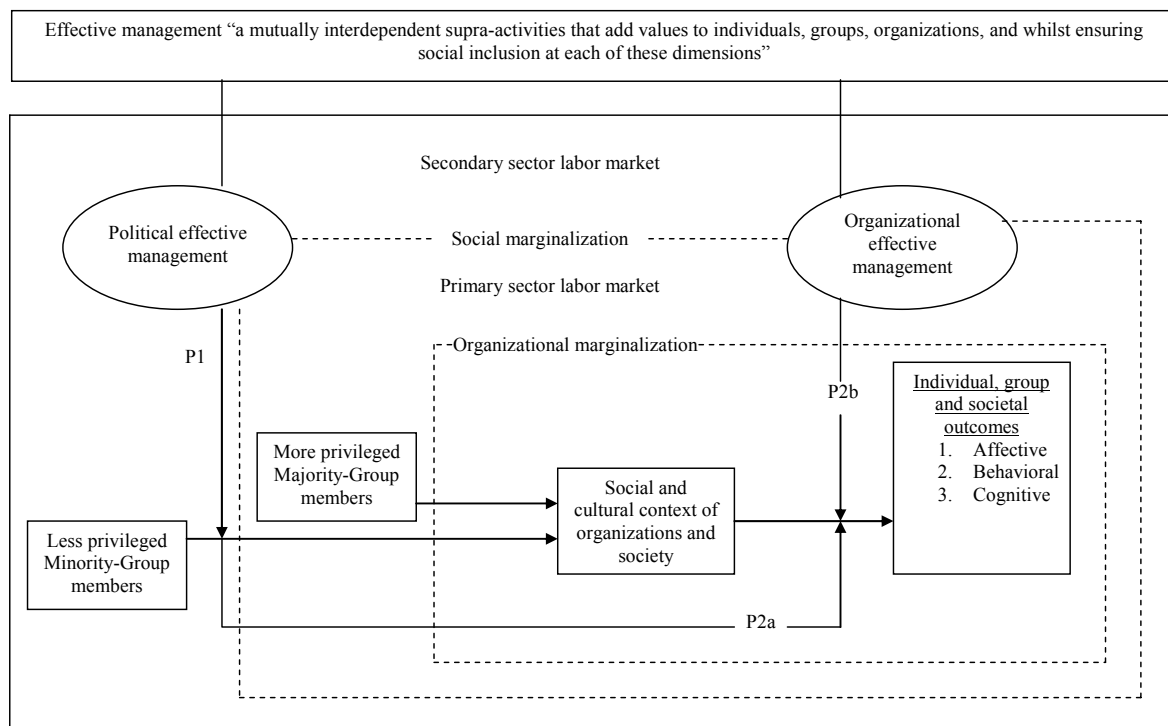 Effective management “a mutually interdependent supra-activities that add values to individuals, groups, organizations, and whilst ensuring
social inclusion at each of these dimensions”
Secondary sector labor market
Political effective
management
Social marginalization
Organizational
effective
management
Primary sector labor market
P1
Organizational marginalization
P2b
Individual, group
and societal
outcomes
1. Affective
2. Behavioral
3. Cognitive
More privileged
Majority-Group
members
Social and
cultural context of
organizations and
society
Less privileged
Minority-Group
members
P2a